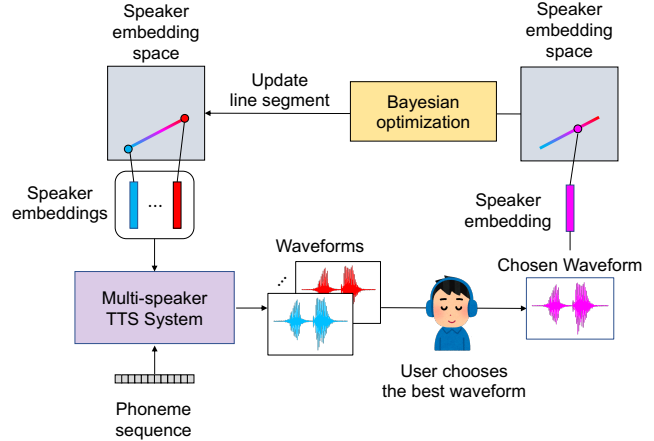 Speaker
embedding
space
Update
line segment
Bayesian
optimization
Speaker
embedding
space
Speaker
embeddings
...
Speaker
embedding
Waveforms
...
Chosen Waveform
Multi-speaker
TTS System
User chooses
the best waveform
Phoneme
sequence